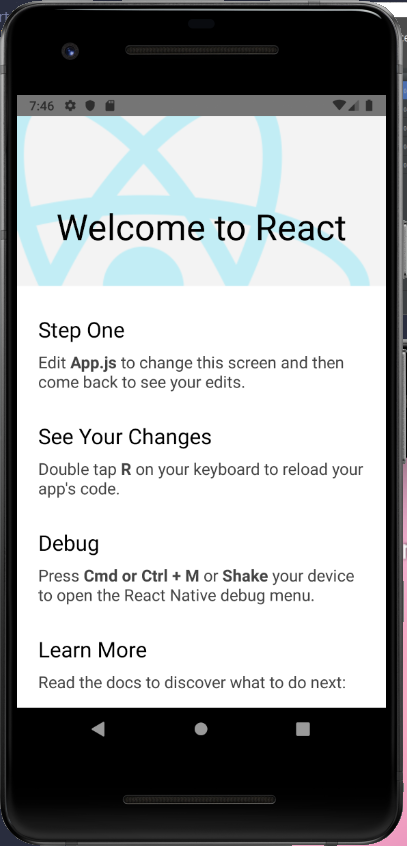 7:46
Welcome to React
Step One
Edit App.js to change this screen and then
come back to see your edits.
See Your Changes
Double tap R on your keyboard to reload your
app's code.
Debug
Press Cmd or Ctrl + M or Shake your device
to open the React Native debug menu.
Learn More
Read the docs to discover what to do next: